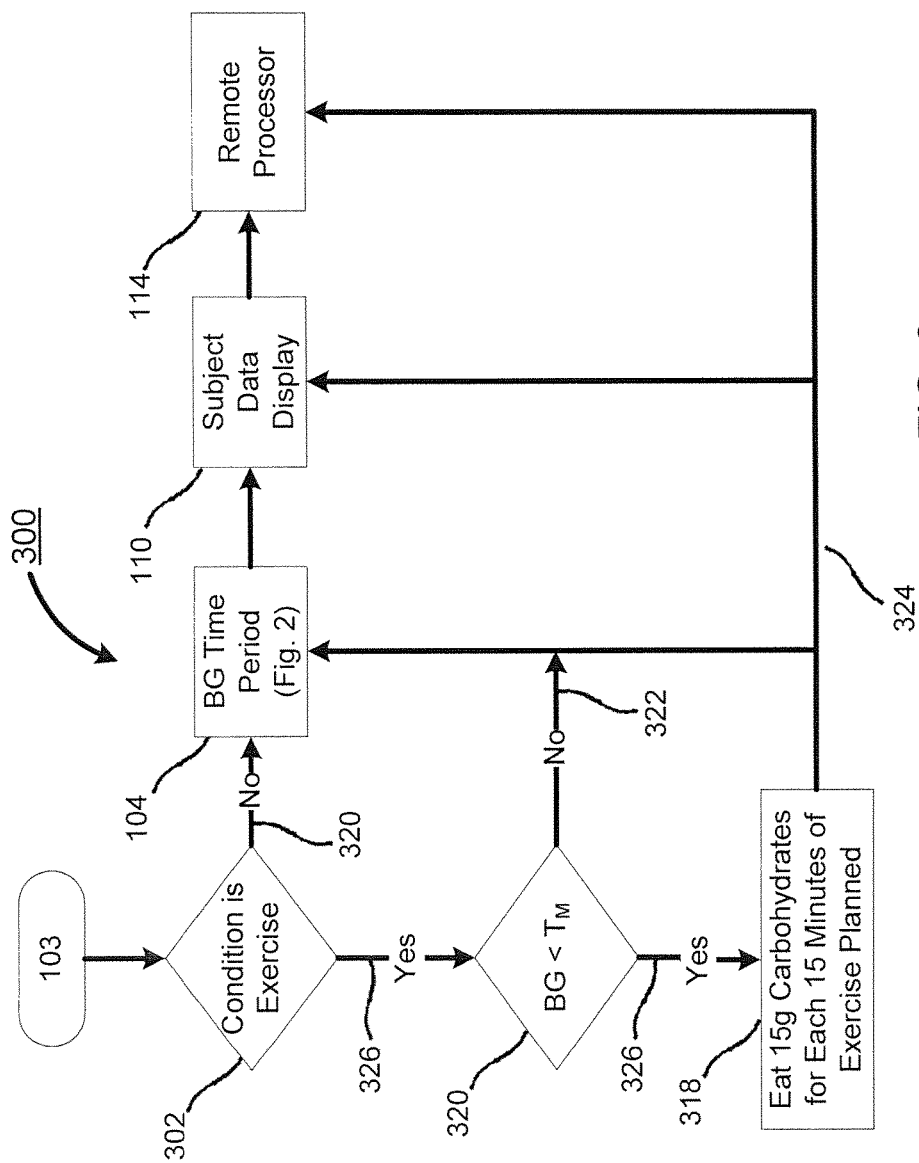 300
103
302
Condition is
Exercise
No
320
104
BG Time
Period
(Fig. 2)
110
Subject
Data
Display
114
Remote
Processor
326
Yes
320
BG < TM
No
322
326
Yes
318
Eat 15g Carbohydrates
for Each 15 Minutes of
Exercise Planned
324
FIG.